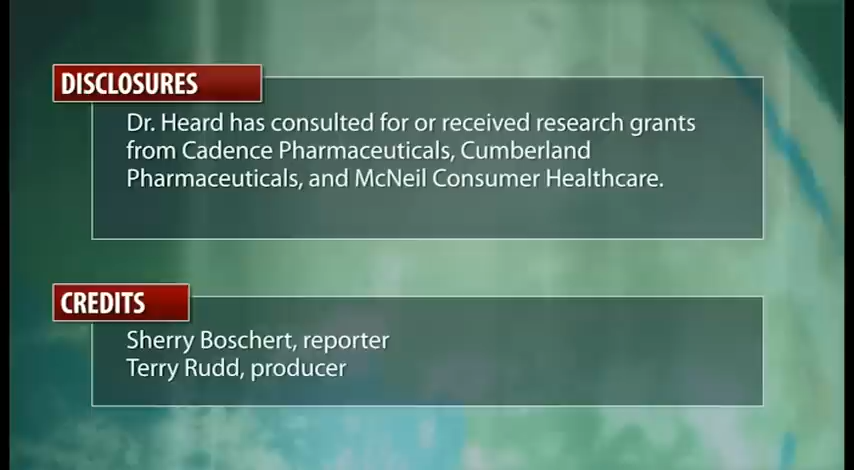 DISCLOSURES
Dr. Heard has consulted for or received research grants
from Cadence Pharmaceuticals, Cumberland
Pharmaceuticals, and McNeil Consumer Healthcare.
CREDITS
Sherry Boschert, reporter
Terry Rudd, producer